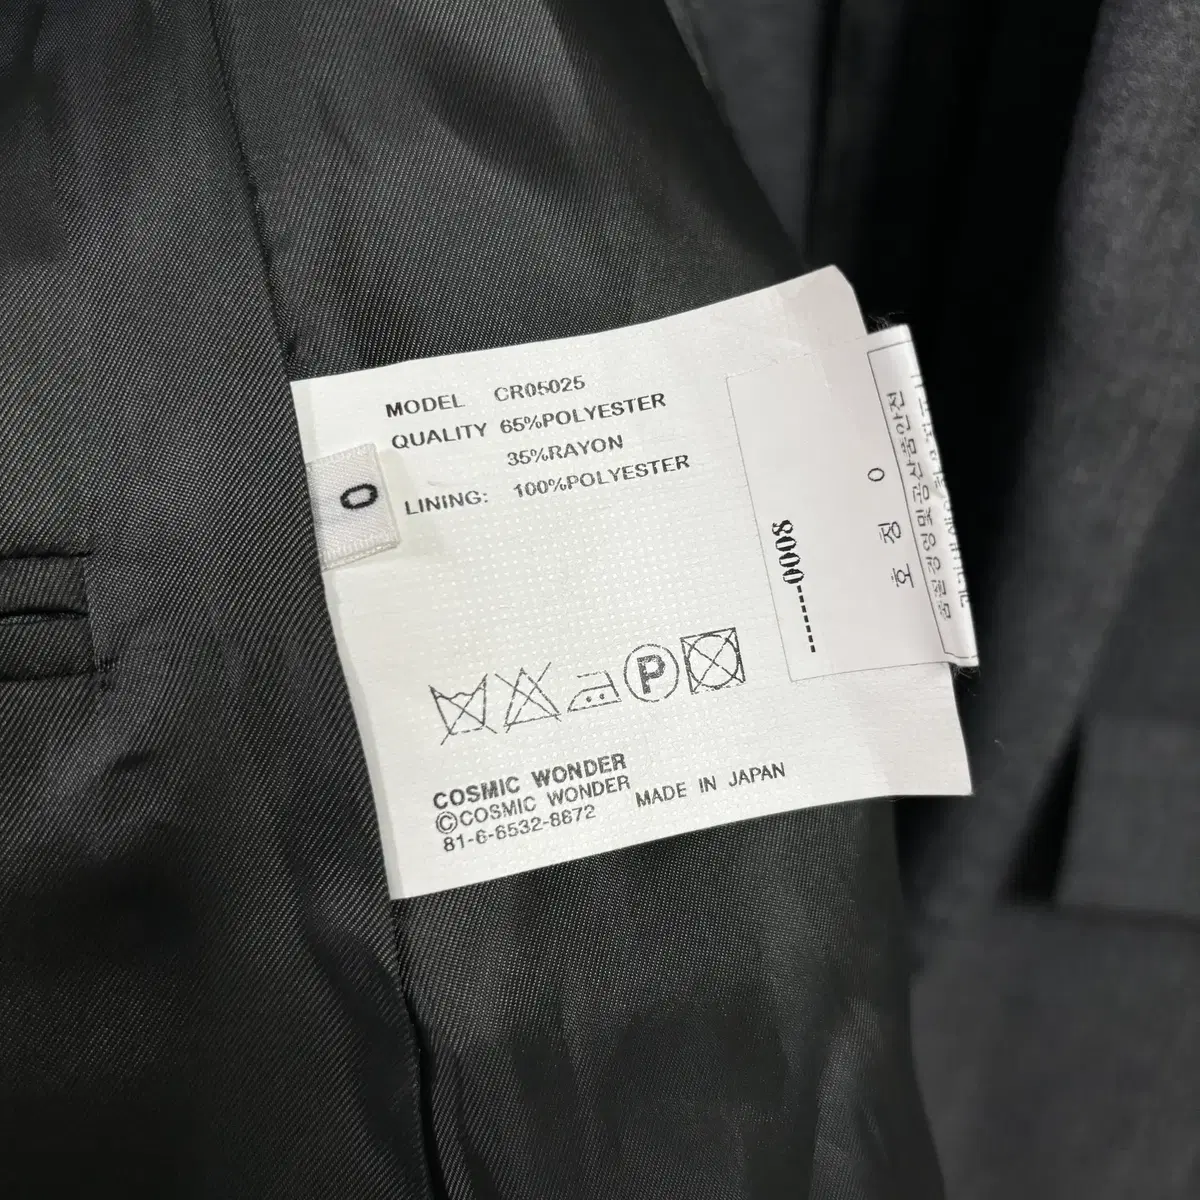 MODEL CR05025
QUALITY 65%POLYESTER
35%RAYON
LINING: 100%POLYESTER
0
P
COSMIC WONDER
©COSMIC WONDER
81-6-6532-8672
MADE IN JAPAN
-------0008
호 칭 0